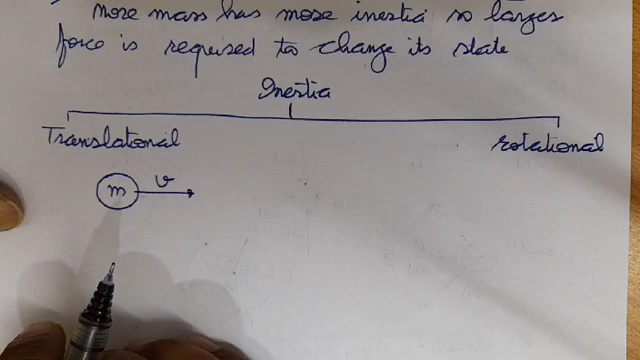 more mass has more inertia so larger
force is required to change its state
Inertia
Translational rotational
m v